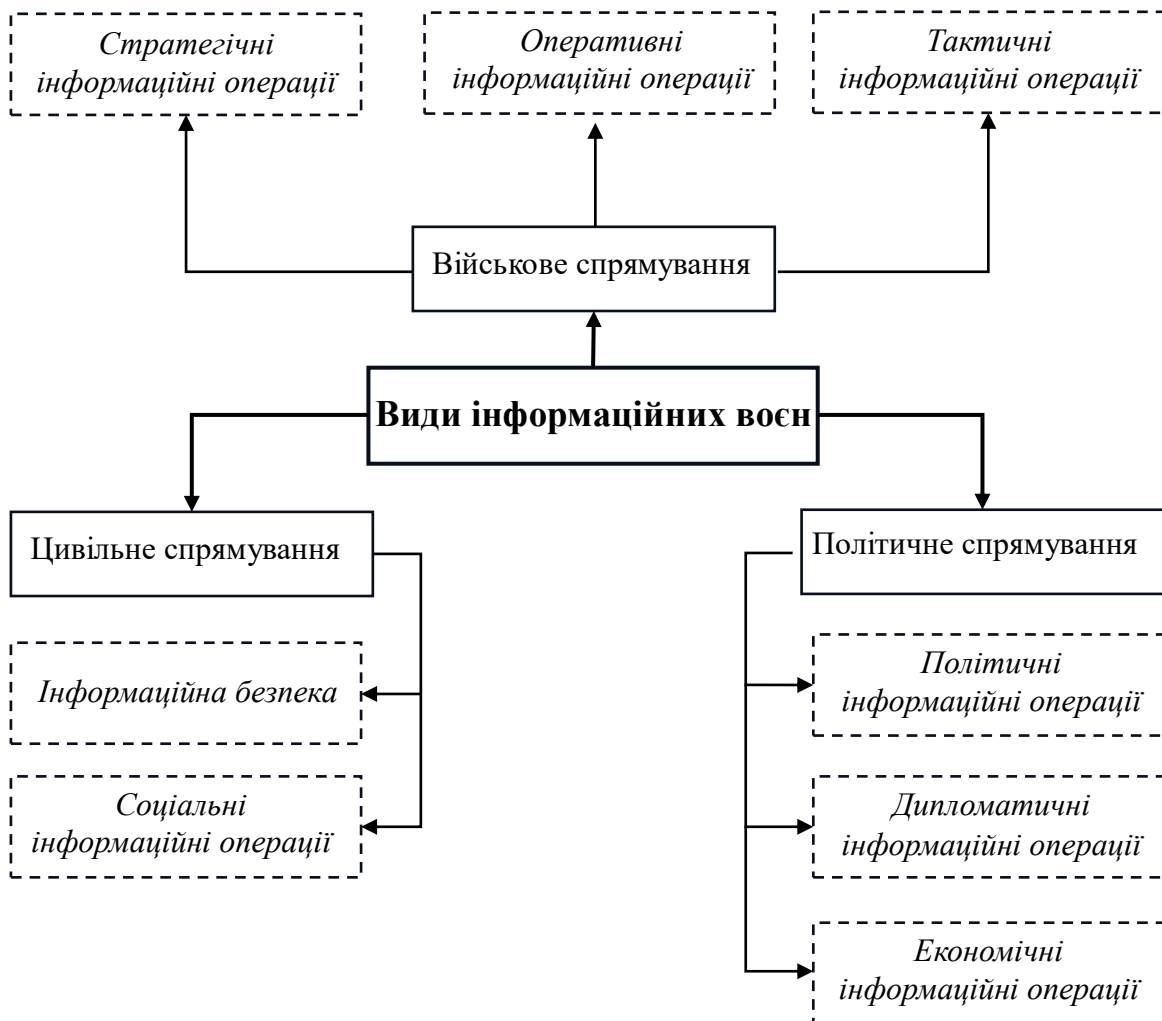 Стратегічні
інформаційні операції
Оперативні
інформаційні операції
Тактичні
інформаційні операції
Військове спрямування
Види інформаційних воєн
Цивільне спрямування
Політичне спрямування
Інформаційна безпека
Соціальні
інформаційні операції
Політичні
інформаційні операції
Дипломатичні
інформаційні операції
Економічні
інформаційні операції